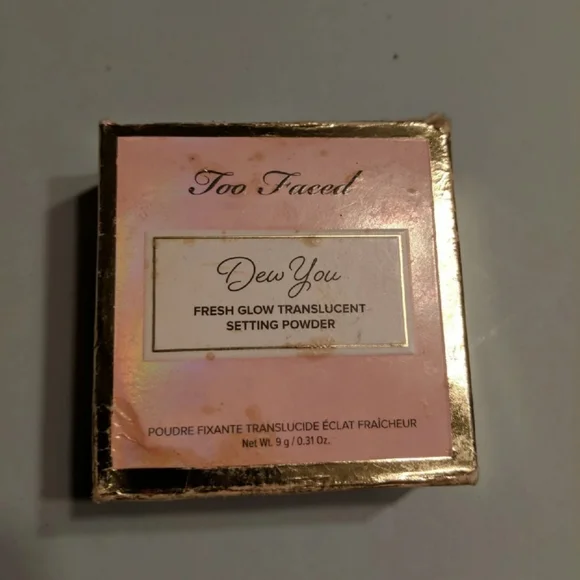 Too Faced
Dew You
FRESH GLOW TRANSLUCENT
SETTING POWDER
POUDRE FIXANTE TRANSLUCIDE ÉCLAT FRAÎCHEUR
Net Wt. 9 g / 0.31 Oz.